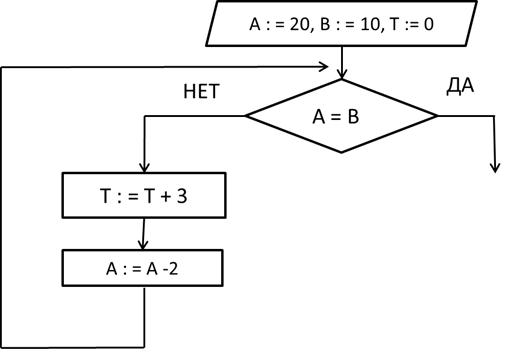 A : = 20, B : = 10, T := 0
НЕТ
ДА
A = B
T : = T + 3
A : = A -2